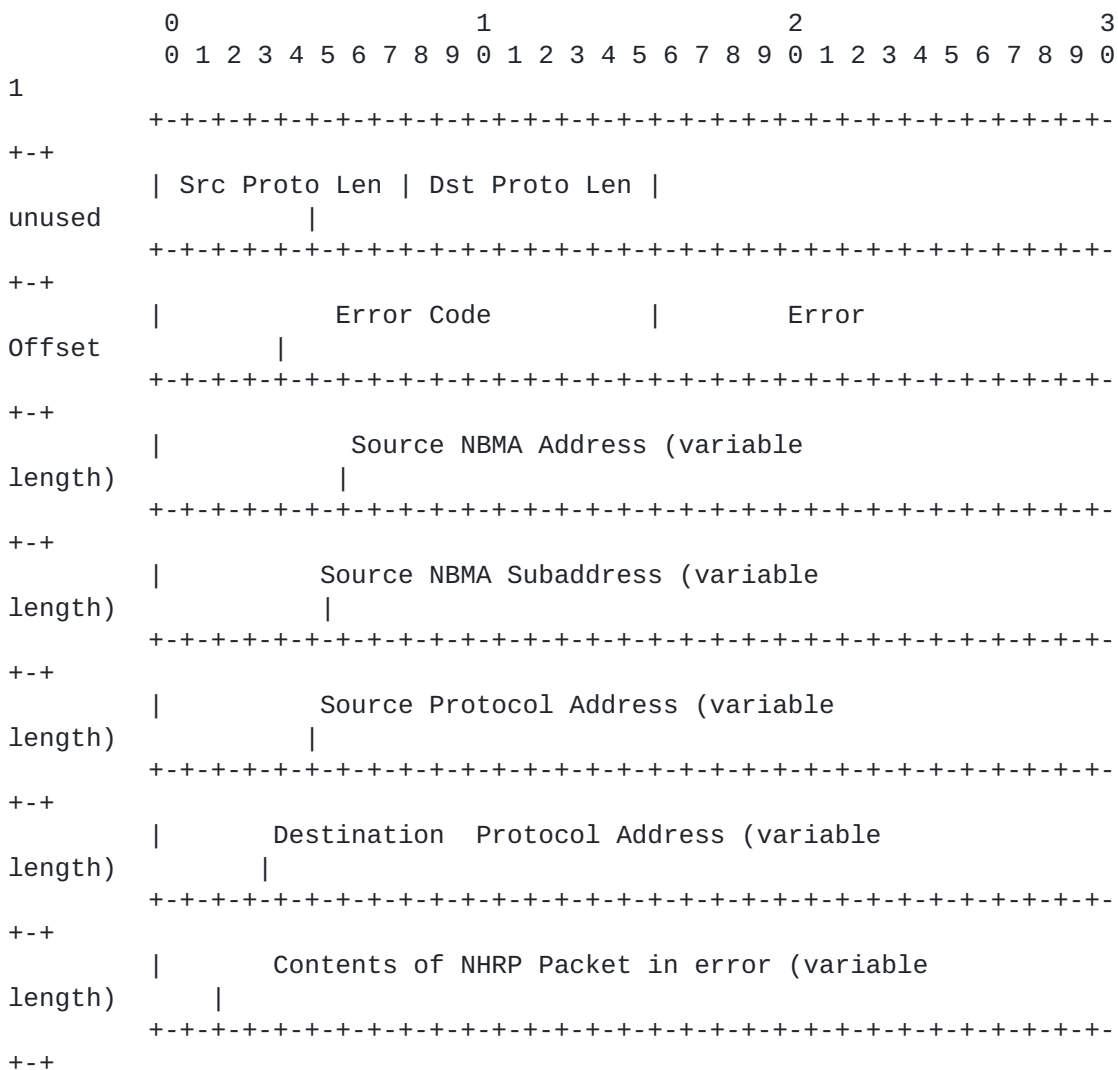 0                   1                   2                   3
0 1 2 3 4 5 6 7 8 9 0 1 2 3 4 5 6 7 8 9 0 1 2 3 4 5 6 7 8 9 0
1
+-+-+-+-+-+-+-+-+-+-+-+-+-+-+-+-+-+-+-+-+-+-+-+-+-+-+-+-+-+-+-
+-+
| Src Proto Len | Dst Proto Len |
unused             |
+-+-+-+-+-+-+-+-+-+-+-+-+-+-+-+-+-+-+-+-+-+-+-+-+-+-+-+-+-+-+-
+-+
|           Error Code          |        Error
Offset           |
+-+-+-+-+-+-+-+-+-+-+-+-+-+-+-+-+-+-+-+-+-+-+-+-+-+-+-+-+-+-+-
+-+
|            Source NBMA Address (variable
length)              |
+-+-+-+-+-+-+-+-+-+-+-+-+-+-+-+-+-+-+-+-+-+-+-+-+-+-+-+-+-+-+-
+-+
|          Source NBMA Subaddress (variable
length)             |
+-+-+-+-+-+-+-+-+-+-+-+-+-+-+-+-+-+-+-+-+-+-+-+-+-+-+-+-+-+-+-
+-+
|          Source Protocol Address (variable
length)            |
+-+-+-+-+-+-+-+-+-+-+-+-+-+-+-+-+-+-+-+-+-+-+-+-+-+-+-+-+-+-+-
+-+
|       Destination  Protocol Address (variable
length)         |
+-+-+-+-+-+-+-+-+-+-+-+-+-+-+-+-+-+-+-+-+-+-+-+-+-+-+-+-+-+-+-
+-+
|       Contents of NHRP Packet in error (variable
length)      |
+-+-+-+-+-+-+-+-+-+-+-+-+-+-+-+-+-+-+-+-+-+-+-+-+-+-+-+-+-+-+-
+-+